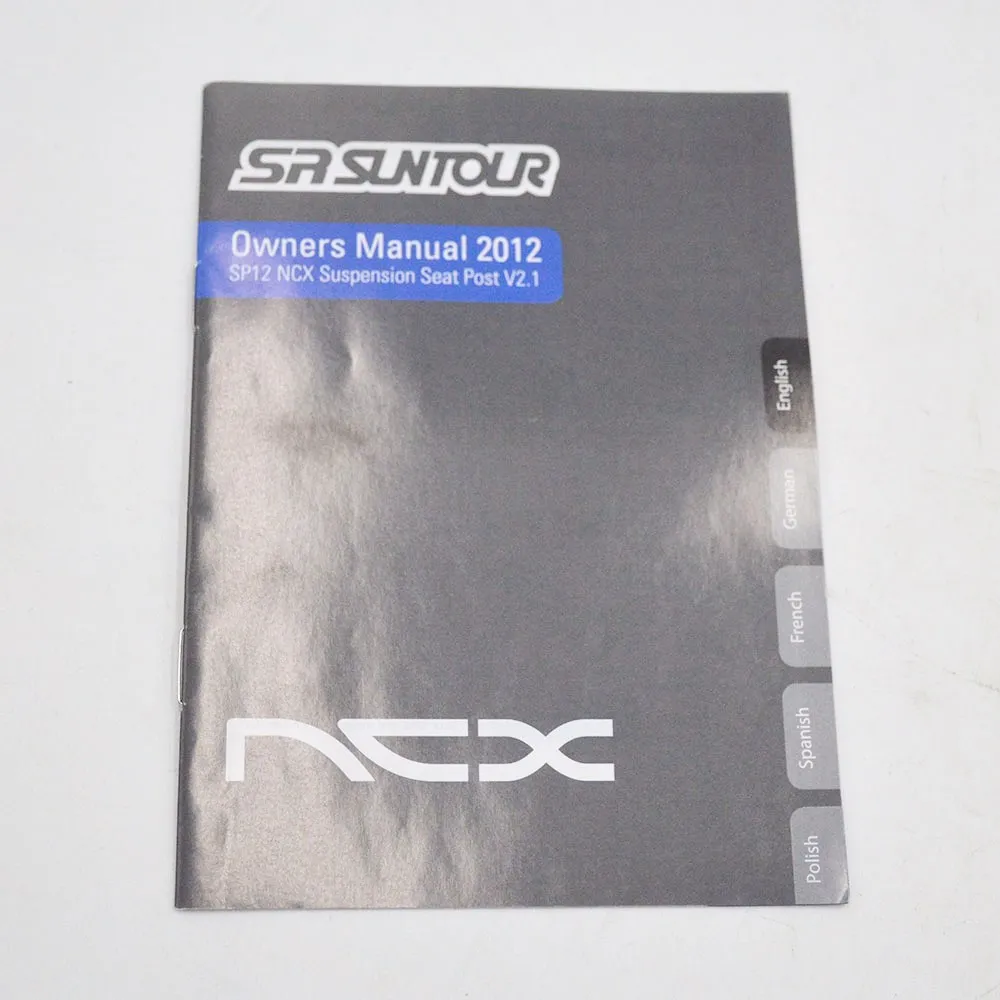 SR SUNTOUR
Owners Manual 2012
SP12 NCX Suspension Seat Post V2.1
English
German
French
Spanish
Polish
NCX